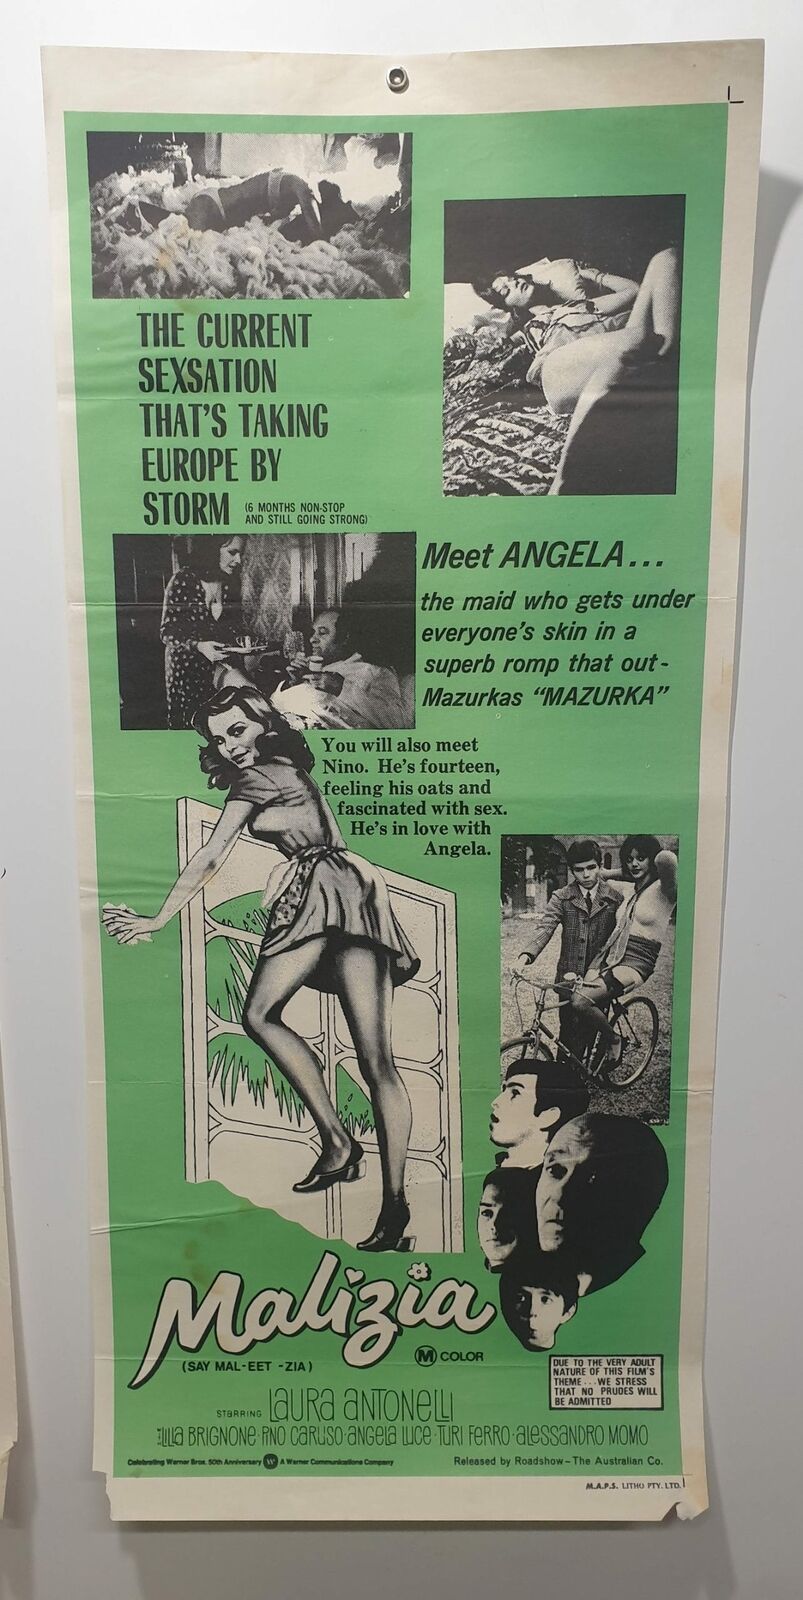 THE CURRENT
SEXSATION
THAT'S TAKING
EUROPE BY
STORM (6 MONTHS NON-STOP
AND STILL GOING STRONG)
Meet ANGELA...
the maid who gets under
everyone's skin in a
superb romp that out-
Mazurkas "MAZURKA"
You will also meet
Nino. He's fourteen,
feeling his oats and
fascinated with sex.
He's in love with
Angela.
Malizia
(SAY MAL-EET -ZIA)
M COLOR
DUE TO THE VERY ADULT
NATURE OF THIS FILM'S
THEME...WE STRESS
THAT NO PRUDES WILL
BE ADMITTED
STARRING LAURA ANTONELLI
LILLA BRIGNONE·PINO CARUSO·ANGELA LUCE·TURI FERRO·ALESSANDRO MOMO
Celebrating Warner Bros. 50th Anniversary W A Warner Communications Company
Released by Roadshow-The Australian Co.
M.A.P.S. LITHO PTY. LTD.